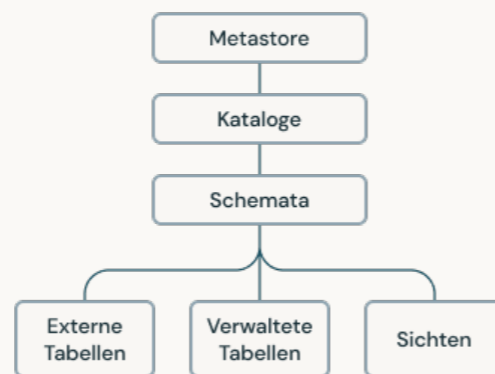 Metastore
Kataloge
Schemata
Externe
Tabellen
Verwaltete
Tabellen
Sichten